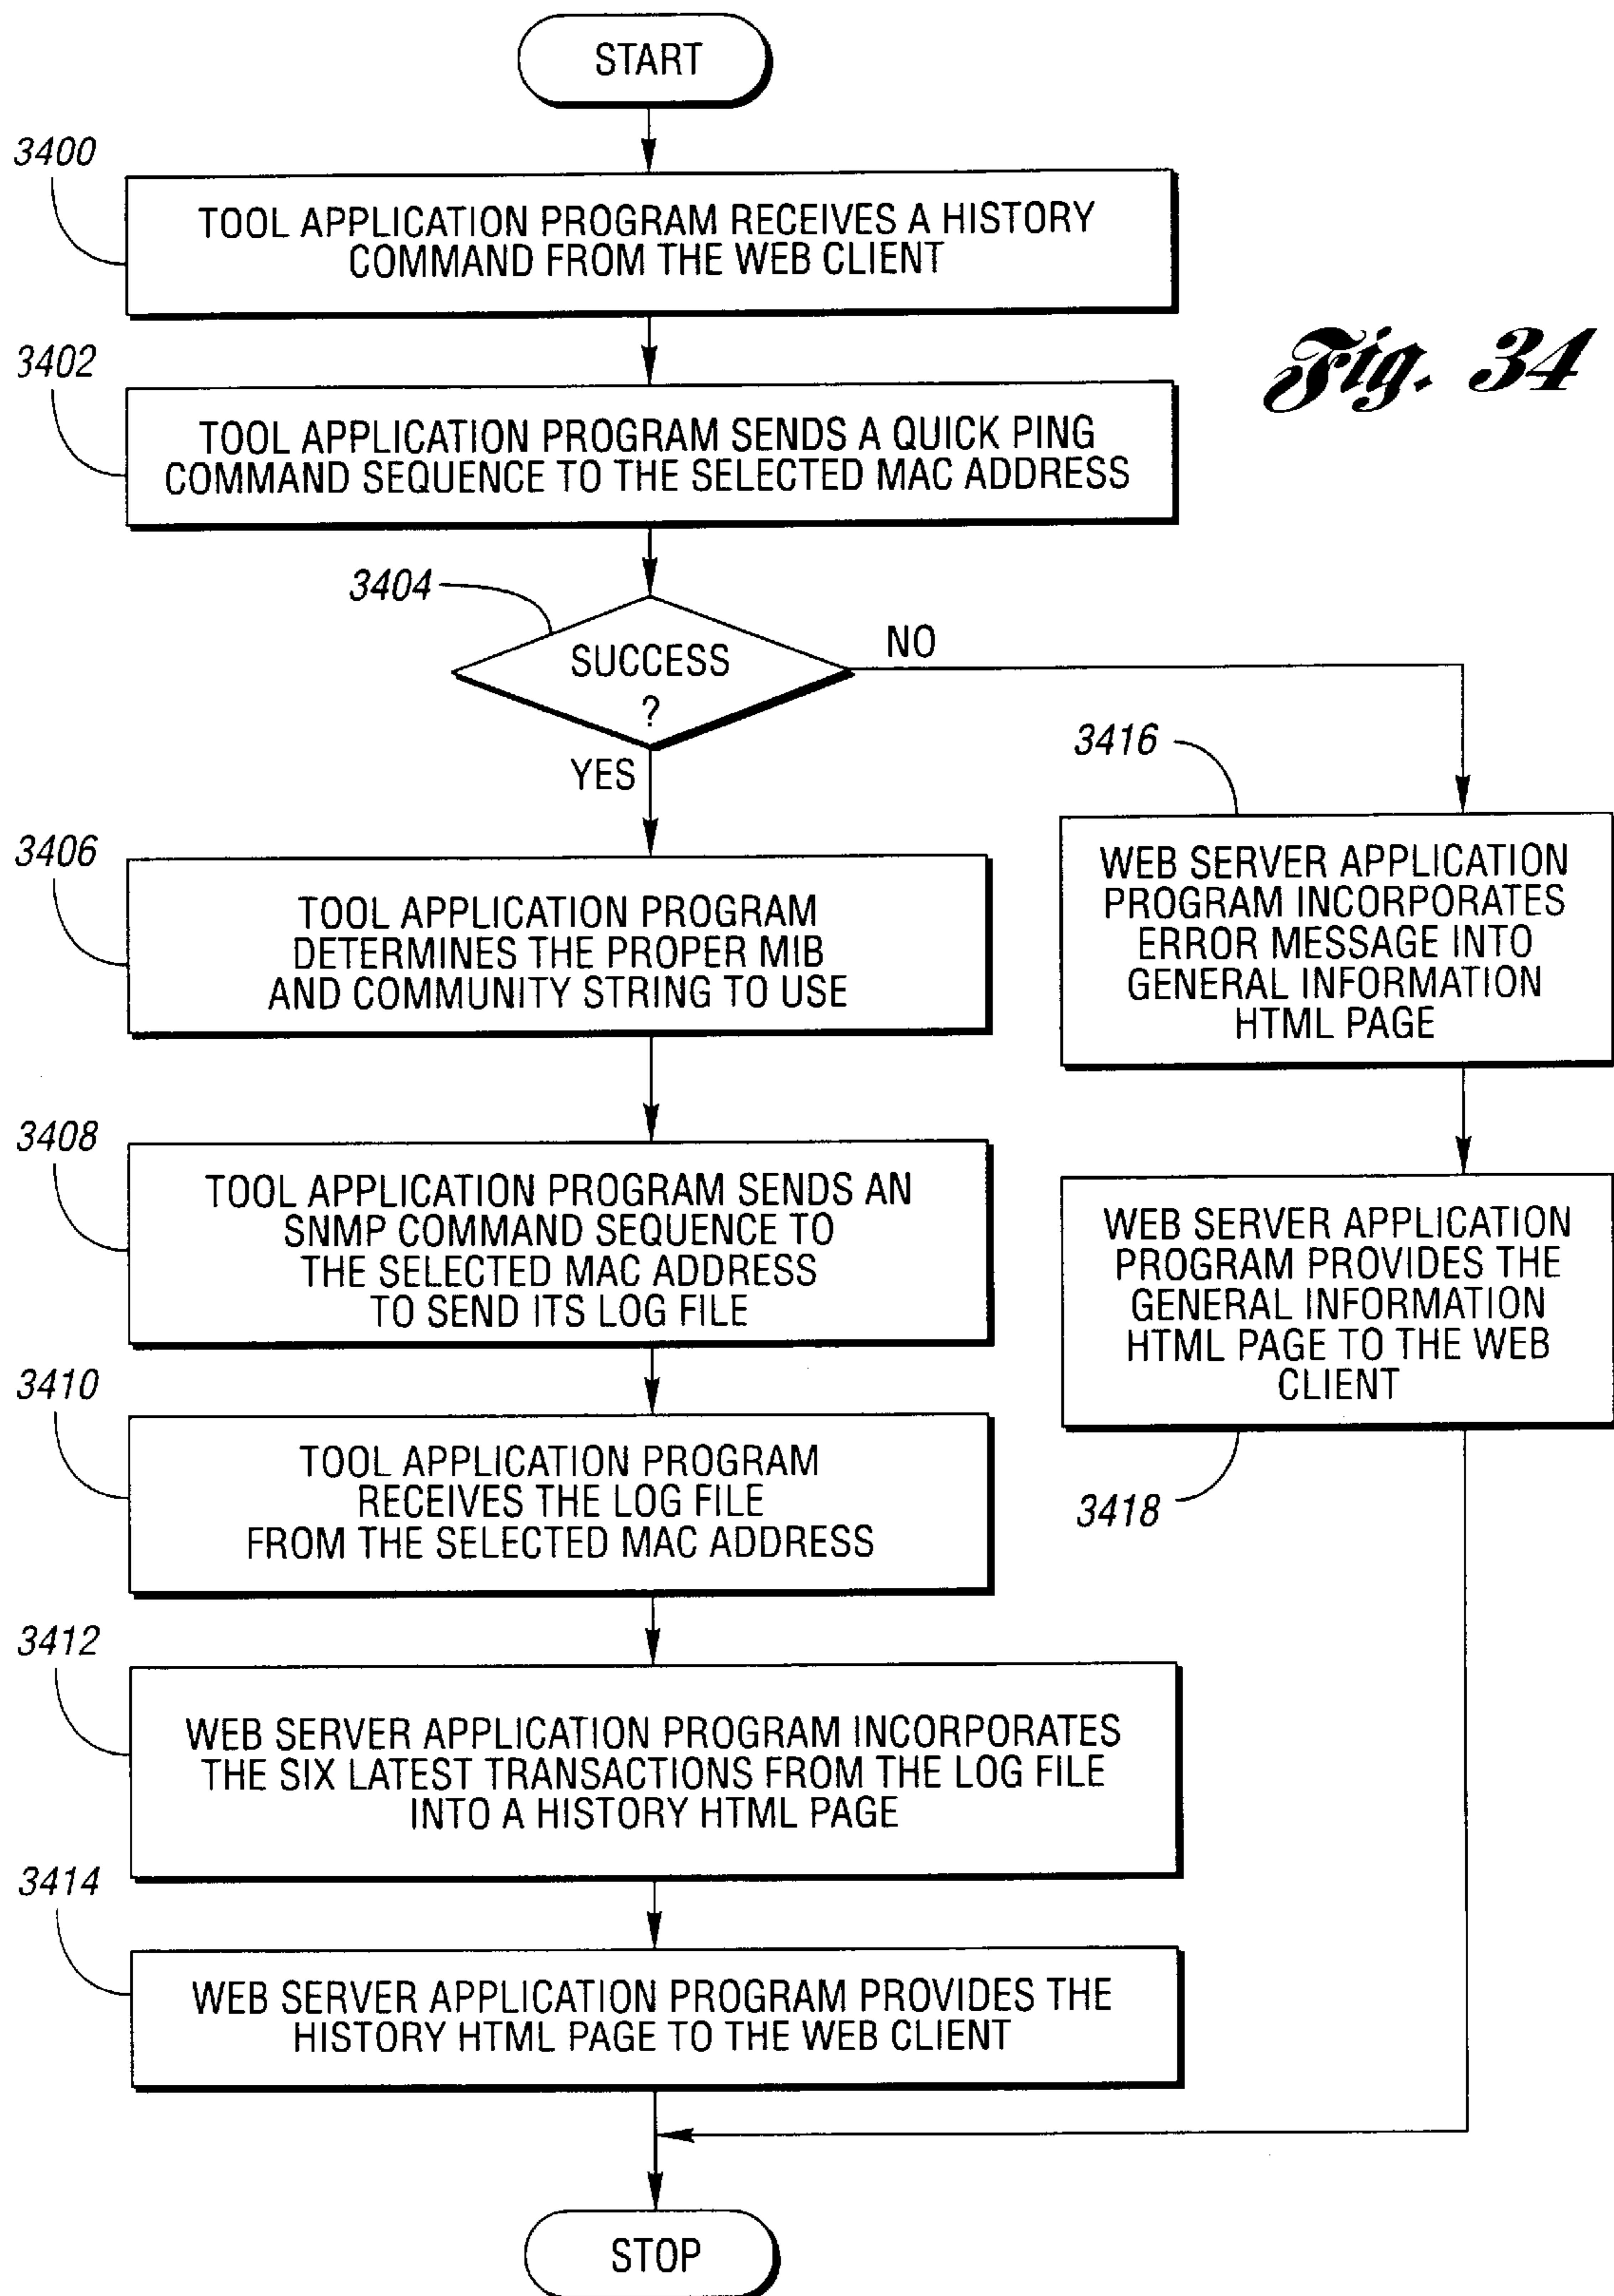 START
3400
TOOL APPLICATION PROGRAM RECEIVES A HISTORY
COMMAND FROM THE WEB CLIENT
Fig. 34
3402
TOOL APPLICATION PROGRAM SENDS A QUICK PING
COMMAND SEQUENCE TO THE SELECTED MAC ADDRESS
3404
SUCCESS
?
NO
YES
3406
TOOL APPLICATION PROGRAM
DETERMINES THE PROPER MIB
AND COMMUNITY STRING TO USE
3408
TOOL APPLICATION PROGRAM SENDS AN
SNMP COMMAND SEQUENCE TO
THE SELECTED MAC ADDRESS
TO SEND ITS LOG FILE
3410
TOOL APPLICATION PROGRAM
RECEIVES THE LOG FILE
FROM THE SELECTED MAC ADDRESS
3412
WEB SERVER APPLICATION PROGRAM INCORPORATES
THE SIX LATEST TRANSACTIONS FROM THE LOG FILE
INTO A HISTORY HTML PAGE
3414
WEB SERVER APPLICATION PROGRAM PROVIDES THE
HISTORY HTML PAGE TO THE WEB CLIENT
3416
WEB SERVER APPLICATION
PROGRAM INCORPORATES
ERROR MESSAGE INTO
GENERAL INFORMATION
HTML PAGE
WEB SERVER APPLICATION
PROGRAM PROVIDES THE
GENERAL INFORMATION
HTML PAGE TO THE WEB
CLIENT
3418
STOP